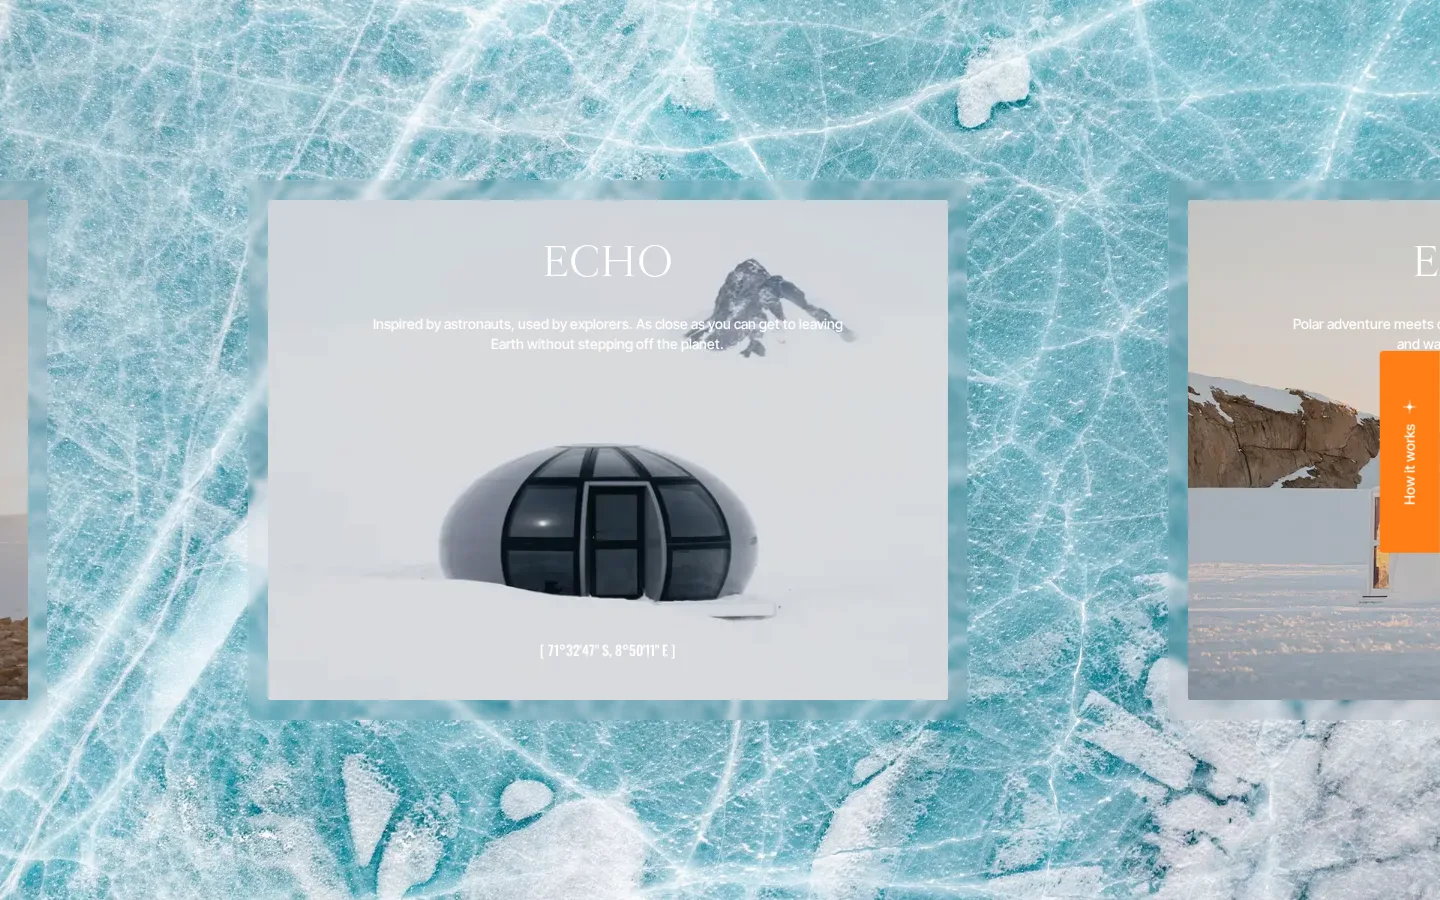 ECHO
Inspired by astronauts, used by explorers. As close as you can get to leaving
Earth without stepping off the planet.
[ 71°32'47" S, 8°50'11" E ]
E
Polar adventure meets
and
How it works